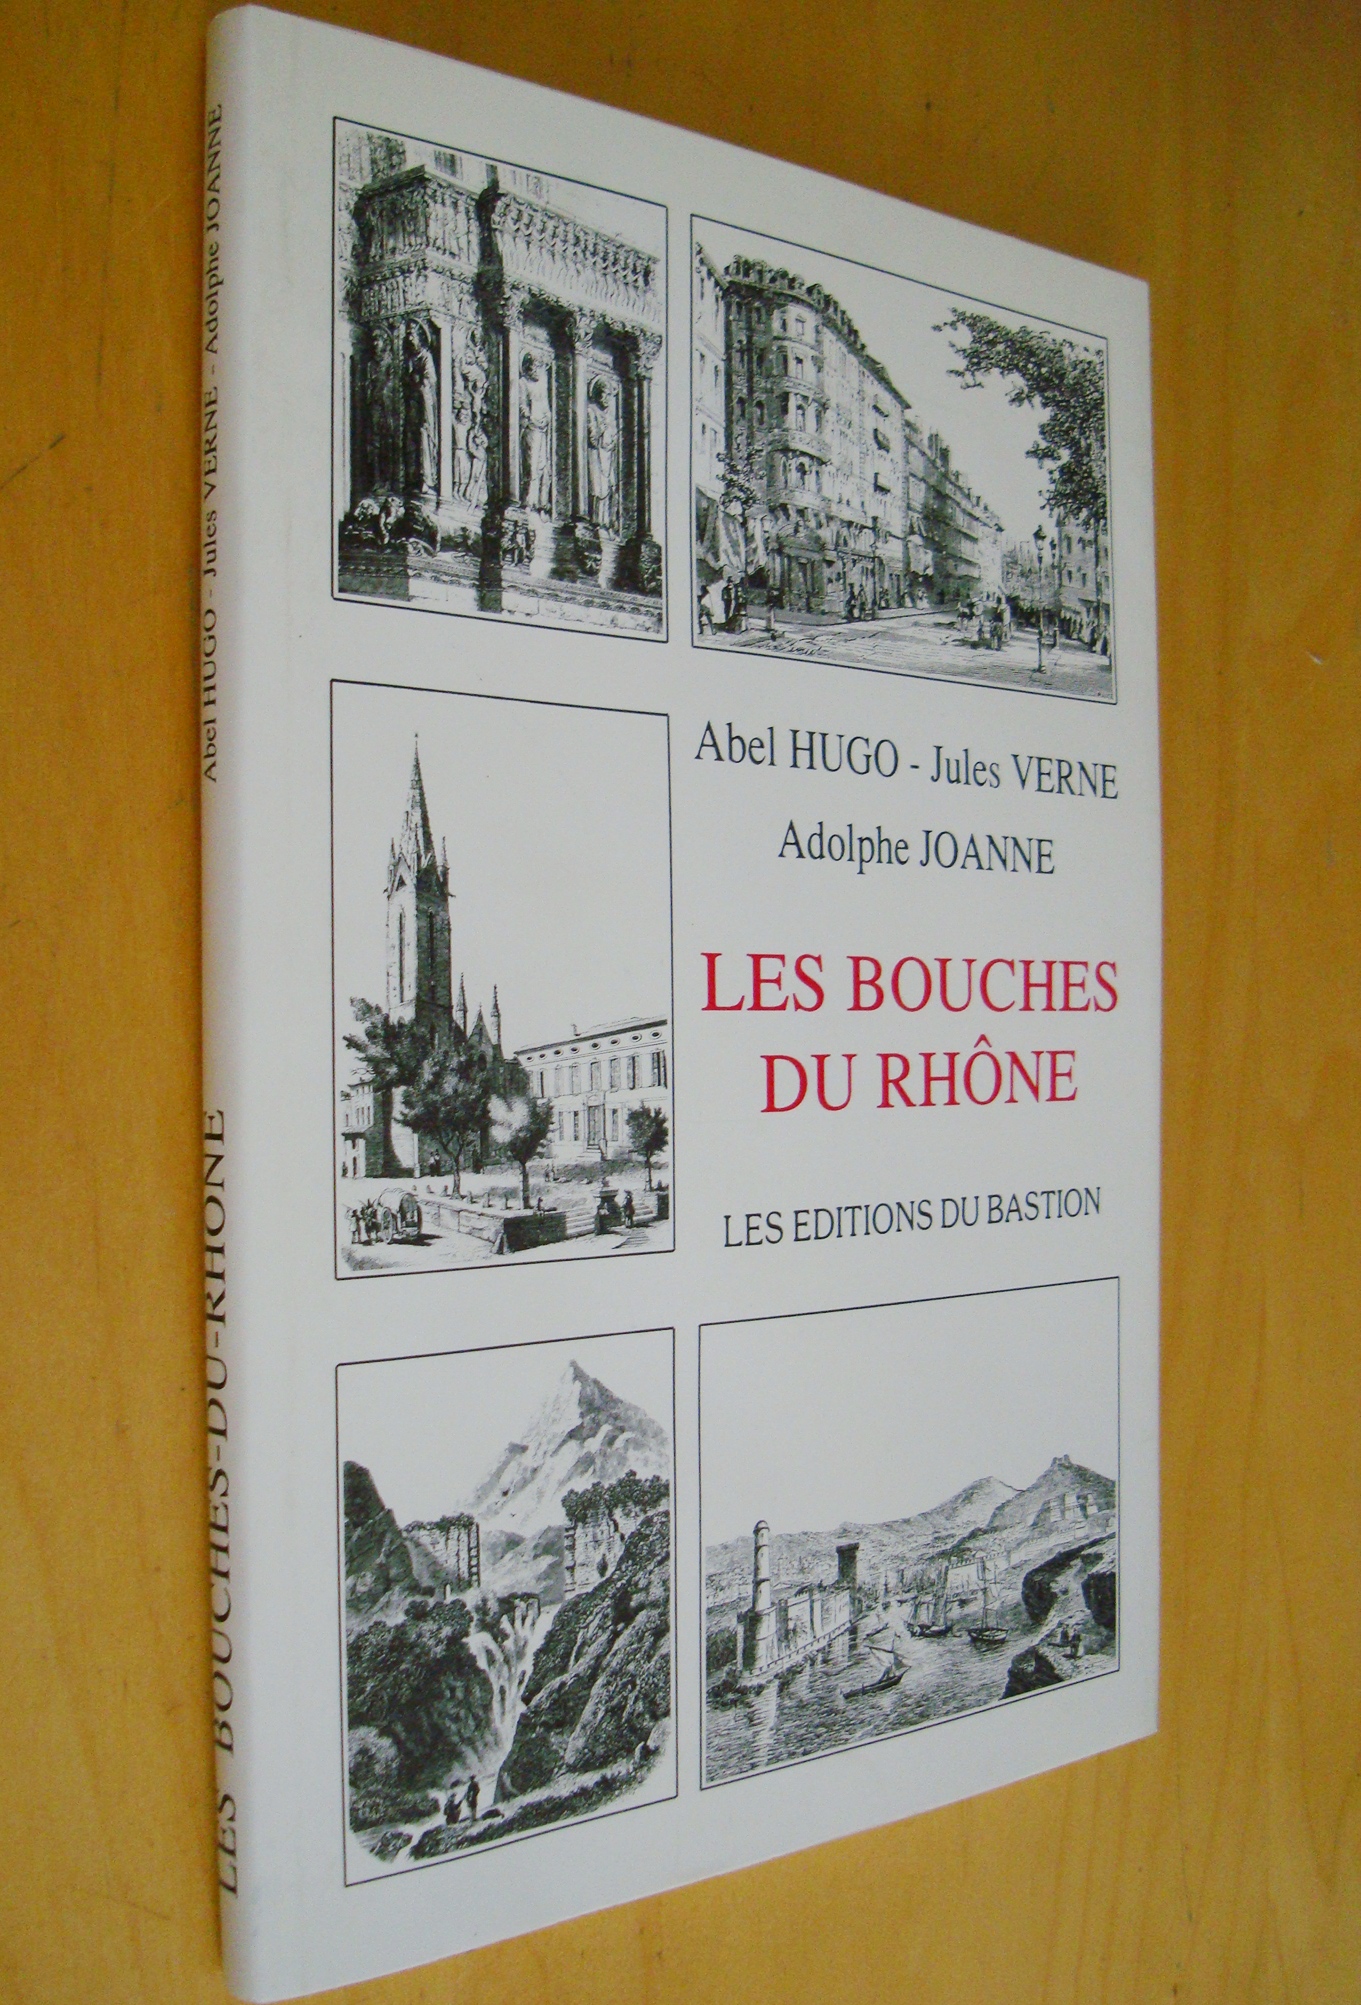 Abel HUGO - Jules VERNE - Adolphe JOANNE
LES BOUCHES-DU-RHONE
Abel HUGO - Jules VERNE
Adolphe JOANNE
LES BOUCHES
DU RHÔNE
LES EDITIONS DU BASTION